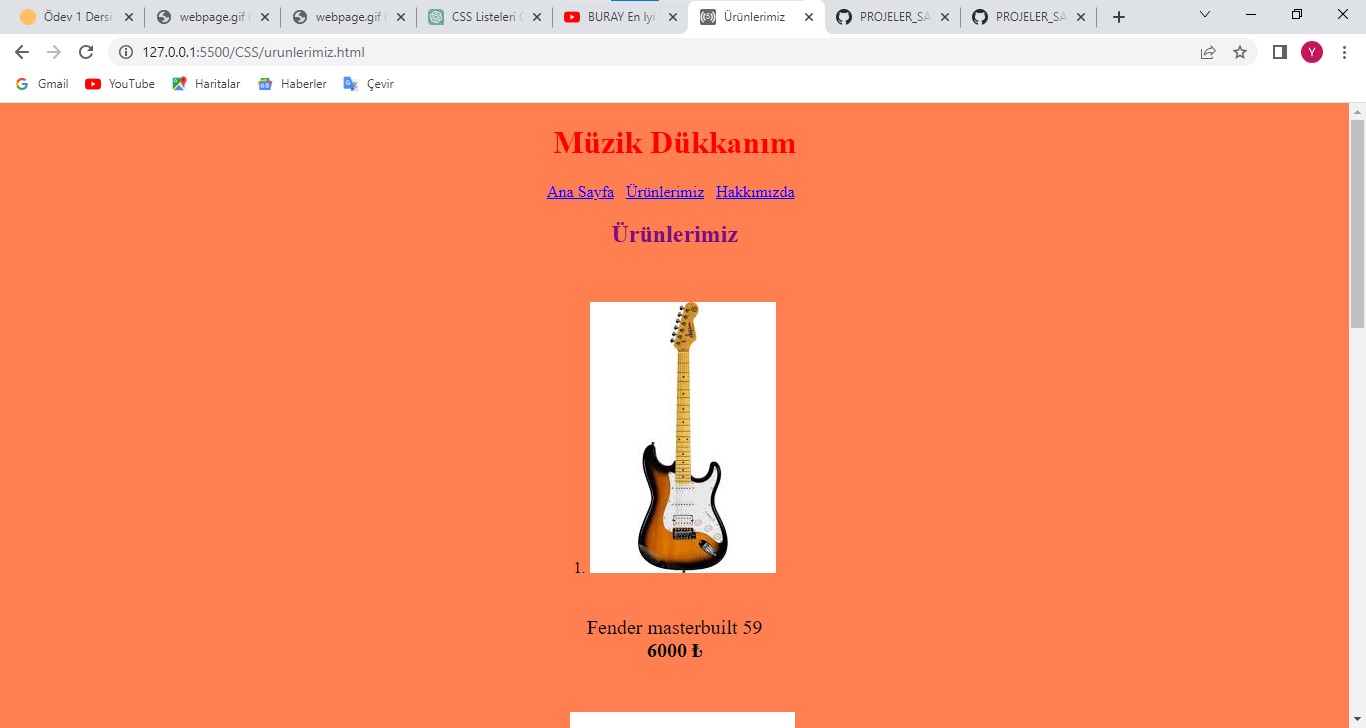 Ödev 1 Dersi
webpage.gif (
webpage.gif (
CSS Listeleri
BURAY En İyi
Ürünlerimiz
PROJELER_SA
PROJELER_SA
127.0.0.1:5500/CSS/urunlerimiz.html
Y
Gmail
YouTube
Haritalar
Haberler
Çevir
Müzik Dükkanım
Ana Sayfa Ürünlerimiz Hakkımızda
Ürünlerimiz
1.
Fender masterbuilt 59
6000 ₺